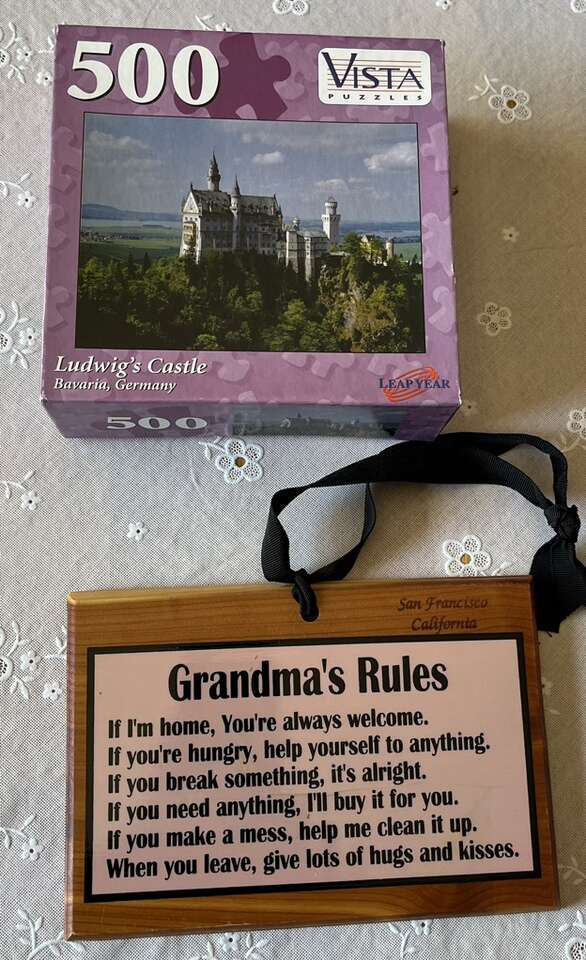 500
VISTA
PUZZLES
Ludwig's Castle
Bavaria, Germany
LEAP YEAR
500
San Francisco
California
Grandma's Rules
If I'm home, You're always welcome.
If you're hungry, help yourself to anything.
If you break something, it's alright.
If you need anything, I'll buy it for you.
If you make a mess, help me clean it up.
When you leave, give lots of hugs and kisses.